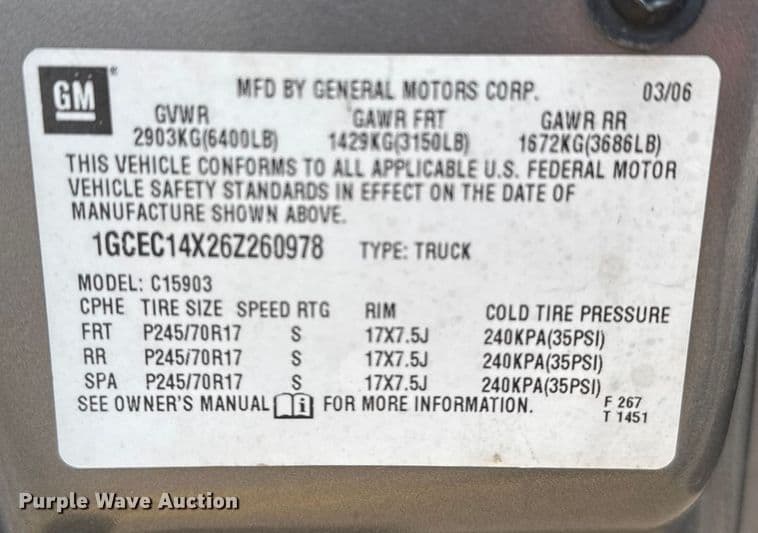 GM
MFD BY GENERAL MOTORS CORP. 03/06
GVWR GAWR FRT GAWR RR
2903KG(6400LB) 1429KG(3150LB) 1672KG(3686LB)
THIS VEHICLE CONFORMS TO ALL APPLICABLE U.S. FEDERAL MOTOR
VEHICLE SAFETY STANDARDS IN EFFECT ON THE DATE OF
MANUFACTURE SHOWN ABOVE.
1GCEC14X26Z260978 TYPE: TRUCK
MODEL: C15903
CPHE TIRE SIZE SPEED RTG RIM COLD TIRE PRESSURE
FRT P245/70R17 S 17X7.5J 240KPA(35PSI)
RR P245/70R17 S 17X7.5J 240KPA(35PSI)
SPA P245/70R17 S 17X7.5J 240KPA(35PSI)
SEE OWNER'S MANUAL i FOR MORE INFORMATION.
F 267
T 1451
Purple Wave Auction